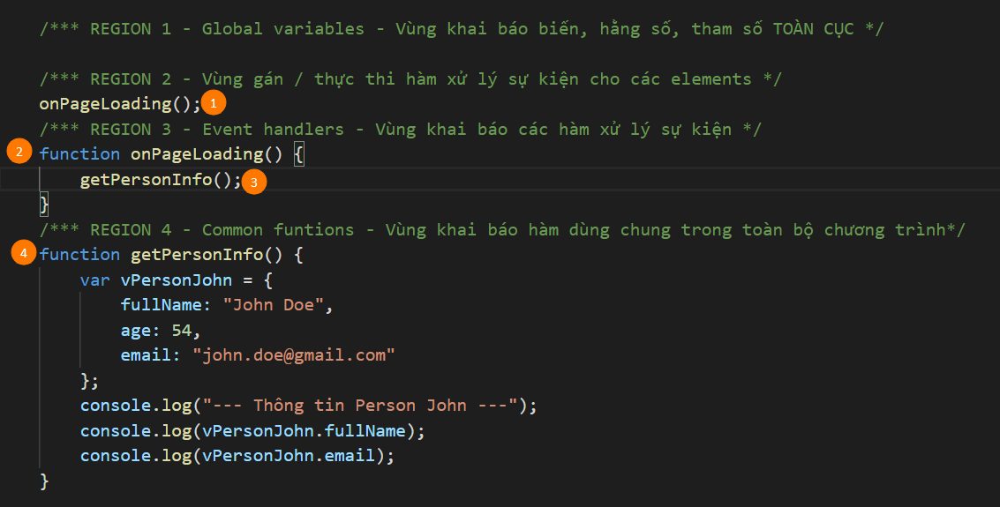 /*** REGION 1 - Global variables - Vùng khai báo biến, hằng số, tham số TOÀN CỤC */
/*** REGION 2 - Vùng gán / thực thi hàm xử lý sự kiện cho các elements */
onPageLoading(); 1
/*** REGION 3 - Event handlers - Vùng khai báo các hàm xử lý sự kiện */
2 function onPageLoading() {
getPersonInfo(); 3
}
/*** REGION 4 - Common funtions - Vùng khai báo hàm dùng chung trong toàn bộ chương trình*/
4 function getPersonInfo() {
var vPersonJohn = {
fullName: "John Doe",
age: 54,
email: "john.doe@gmail.com"
};
console.log("--- Thông tin Person John ---");
console.log(vPersonJohn.fullName);
console.log(vPersonJohn.email);
}